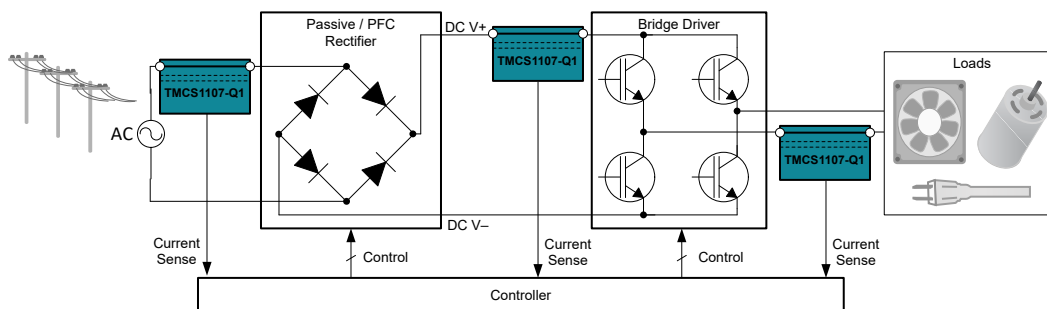 Passive / PFC
Rectifier
DC V+
Bridge Driver
TMCS1107-Q1
TMCS1107-Q1
Loads
AC
TMCS1107-Q1
DC V–
Current
Sense
Control
Current
Sense
Control
Current
Sense
Controller